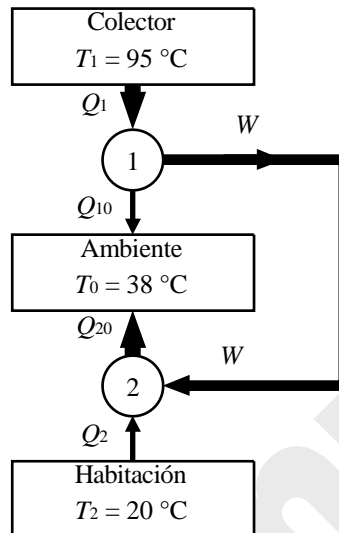 Colector
T1 = 95 °C
Q1
W
1
Q10
Ambiente
T0 = 38 °C
Q20
W
2
Q2
Habitación
T2 = 20 °C